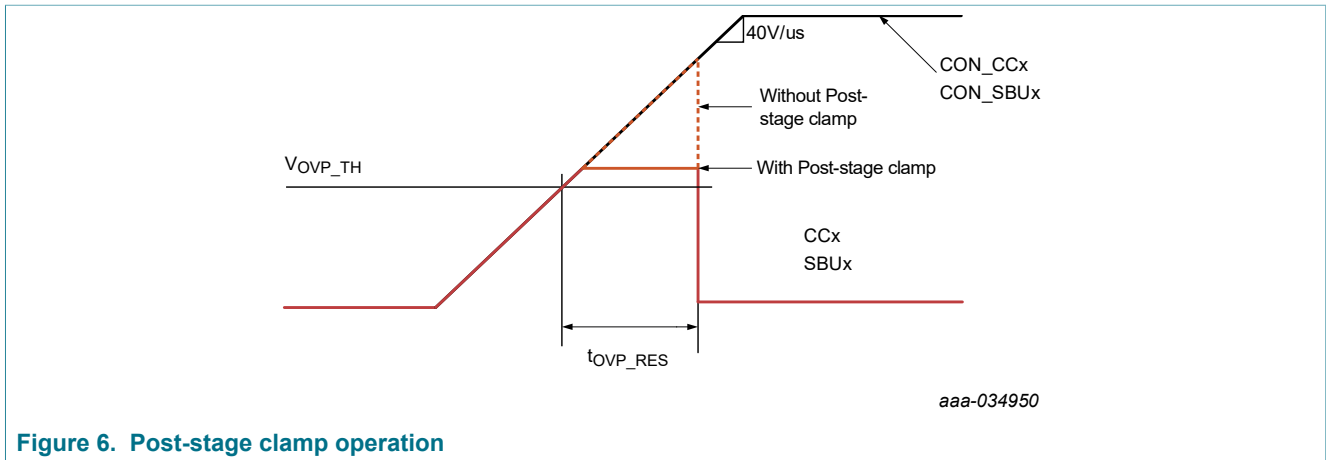 40V/us
CON_CCx
CON_SBUx
Without Post-
stage clamp
VOVP_TH
With Post-stage clamp
CCx
SBUx
tOVP_RES
aaa-034950
Figure 6. Post-stage clamp operation